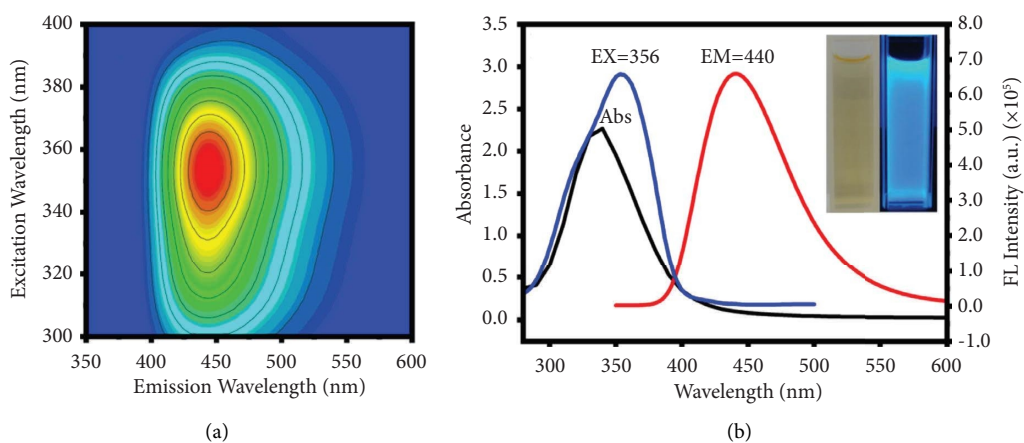 400
380
360
340
320
300
Excitation Wavelength (nm)
350 400 450 500 550 600
Emission Wavelength (nm)
(a)
3.5
3.0
2.5
2.0
1.5
1.0
0.5
0.0
Absorbance
EX=356
EM=440
Abs
8.0
7.0
6.0
5.0
4.0
3.0
2.0
1.0
0.0
-1.0
FL Intensity (a.u.) (×10⁵)
300 350 400 450 500 550 600
Wavelength (nm)
(b)